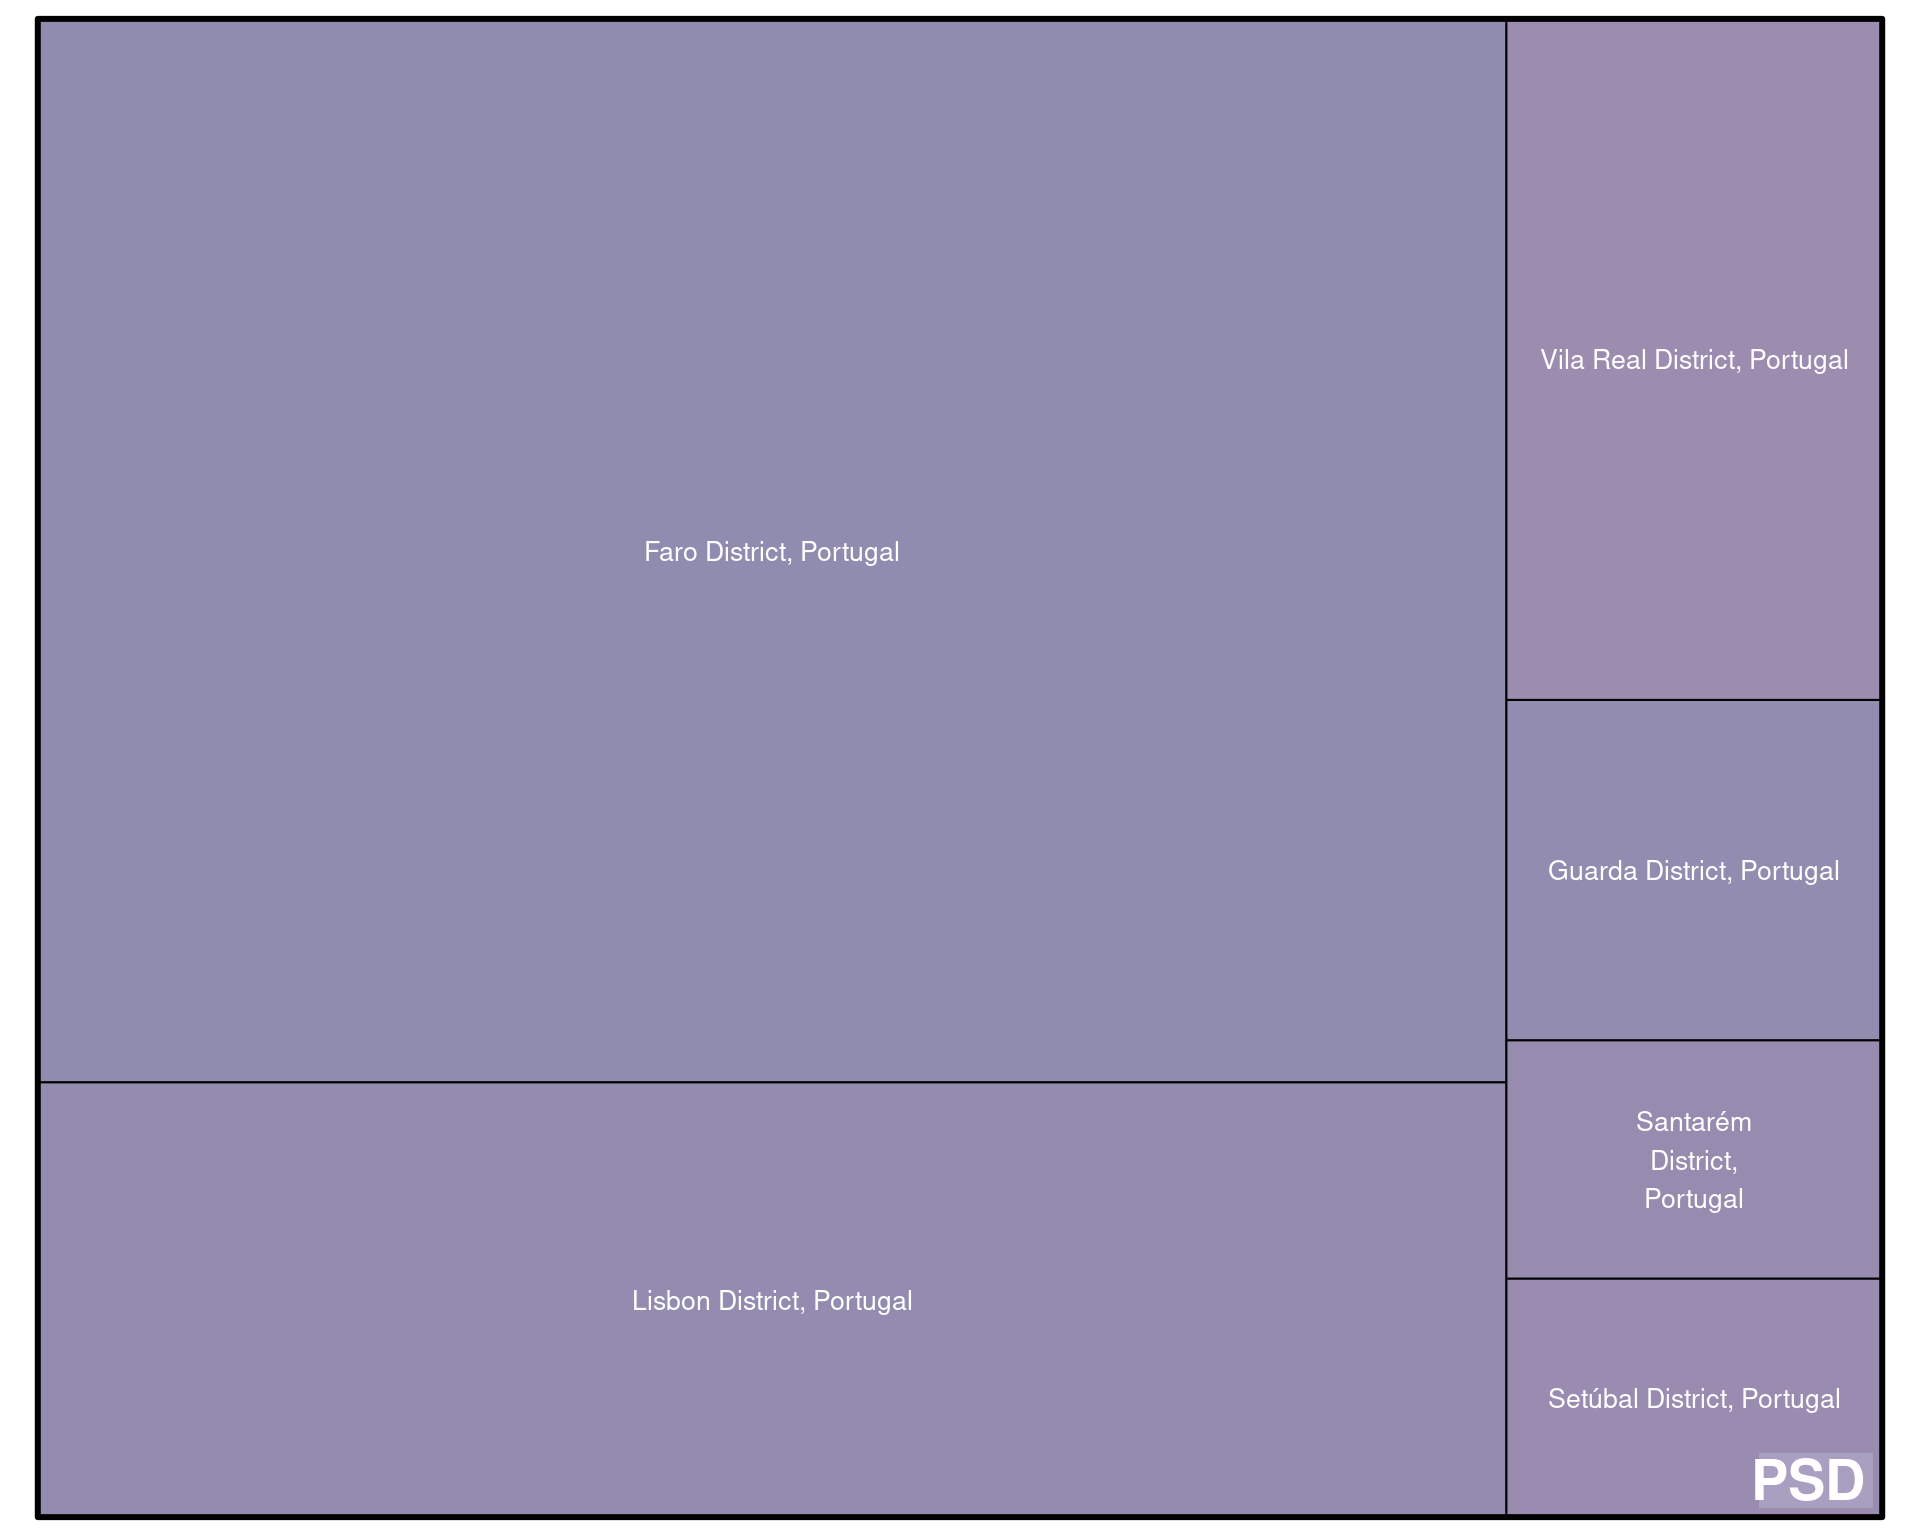 Faro District, Portugal
Lisbon District, Portugal
Vila Real District, Portugal
Guarda District, Portugal
Santarém
District,
Portugal
Setúbal District, Portugal
PSD